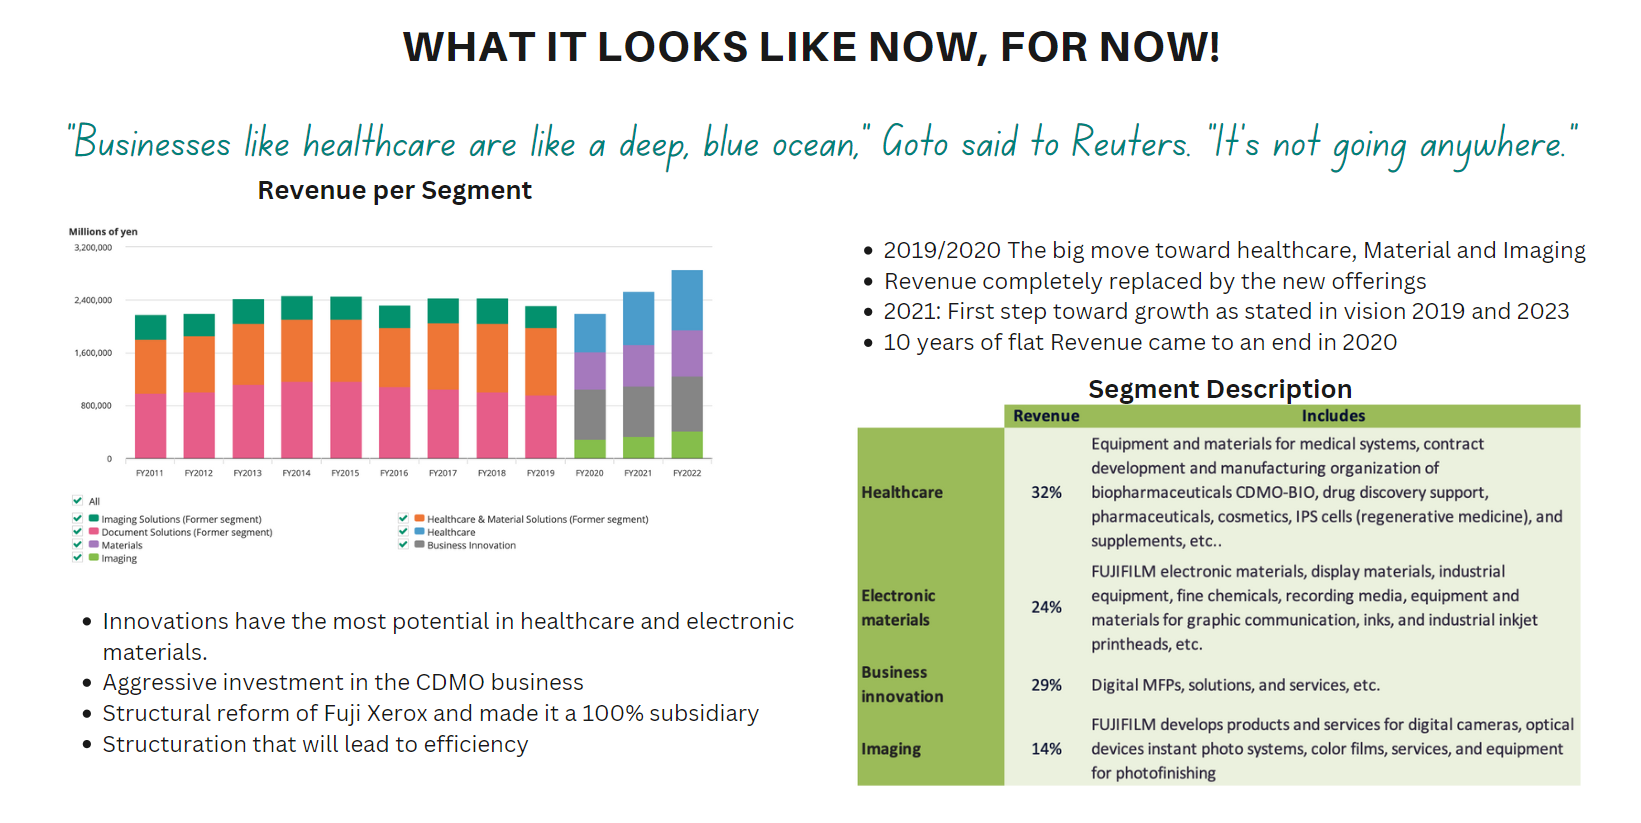 WHAT IT LOOKS LIKE NOW, FOR NOW!
"Businesses like healthcare are like a deep, blue ocean," Goto said to Reuters. "It's not going anywhere."
Revenue per Segment
Millions of yen
3,200,000
2,400,000
1,600,000
800,000
0
FY2011 FY2012 FY2013 FY2014 FY2015 FY2016 FY2017 FY2018 FY2019 FY2020 FY2021 FY2022
All
Imaging Solutions (Former segment)
Healthcare & Material Solutions (Former segment)
Document Solutions (Former segment)
Healthcare
Materials
Business Innovation
Imaging
• Innovations have the most potential in healthcare and electronic
materials.
• Aggressive investment in the CDMO business
• Structural reform of Fuji Xerox and made it a 100% subsidiary
• Structuration that will lead to efficiency
• 2019/2020 The big move toward healthcare, Material and Imaging
• Revenue completely replaced by the new offerings
• 2021: First step toward growth as stated in vision 2019 and 2023
• 10 years of flat Revenue came to an end in 2020
Segment Description
Revenue Includes
Healthcare
32%
Equipment and materials for medical systems, contract
development and manufacturing organization of
biopharmaceuticals CDMO-BIO, drug discovery support,
pharmaceuticals, cosmetics, IPS cells (regenerative medicine), and
supplements, etc..
Electronic
materials
24%
FUJIFILM electronic materials, display materials, industrial
equipment, fine chemicals, recording media, equipment and
materials for graphic communication, inks, and industrial inkjet
printheads, etc.
Business
innovation
29%
Digital MFPs, solutions, and services, etc.
Imaging
14%
FUJIFILM develops products and services for digital cameras, optical
devices instant photo systems, color films, services, and equipment
for photofinishing